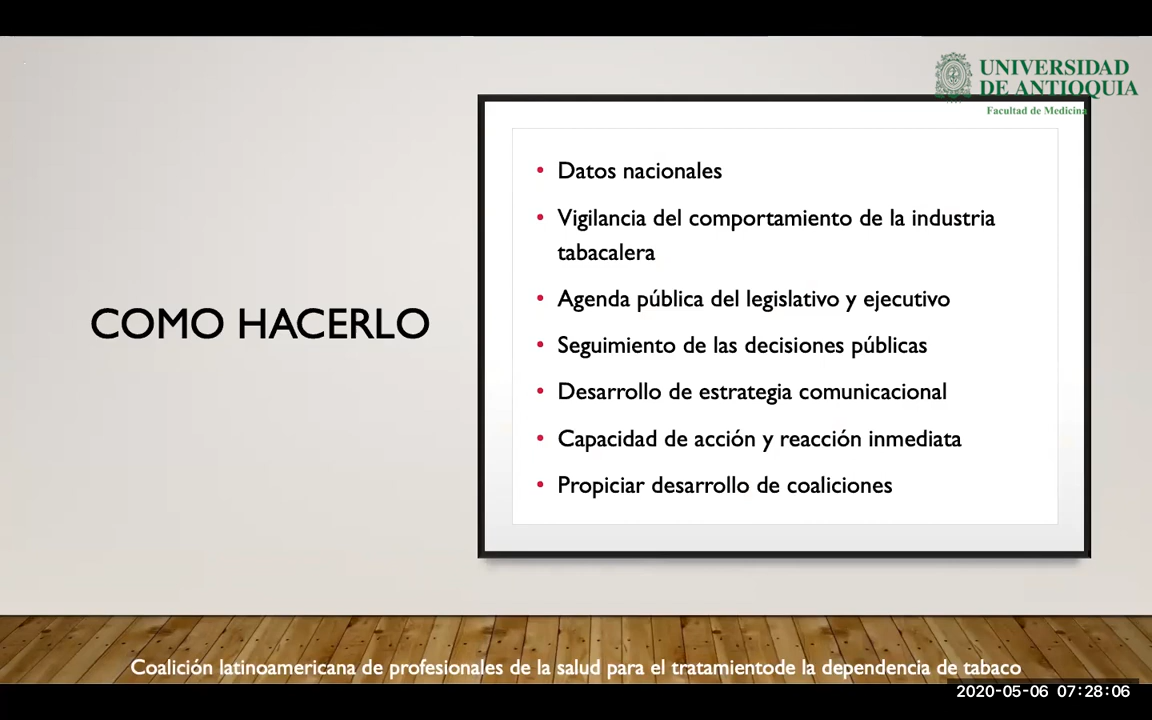 UNIVERSIDAD
DE ANTIOQUIA
Facultad de Medicina
COMO HACERLO
• Datos nacionales
• Vigilancia del comportamiento de la industria
tabacalera
• Agenda pública del legislativo y ejecutivo
• Seguimiento de las decisiones públicas
• Desarrollo de estrategia comunicacional
• Capacidad de acción y reacción inmediata
• Propiciar desarrollo de coaliciones
Coalición latinoamericana de profesionales de la salud para el tratamientode la dependencia de tabaco
2020-05-06 07:28:06